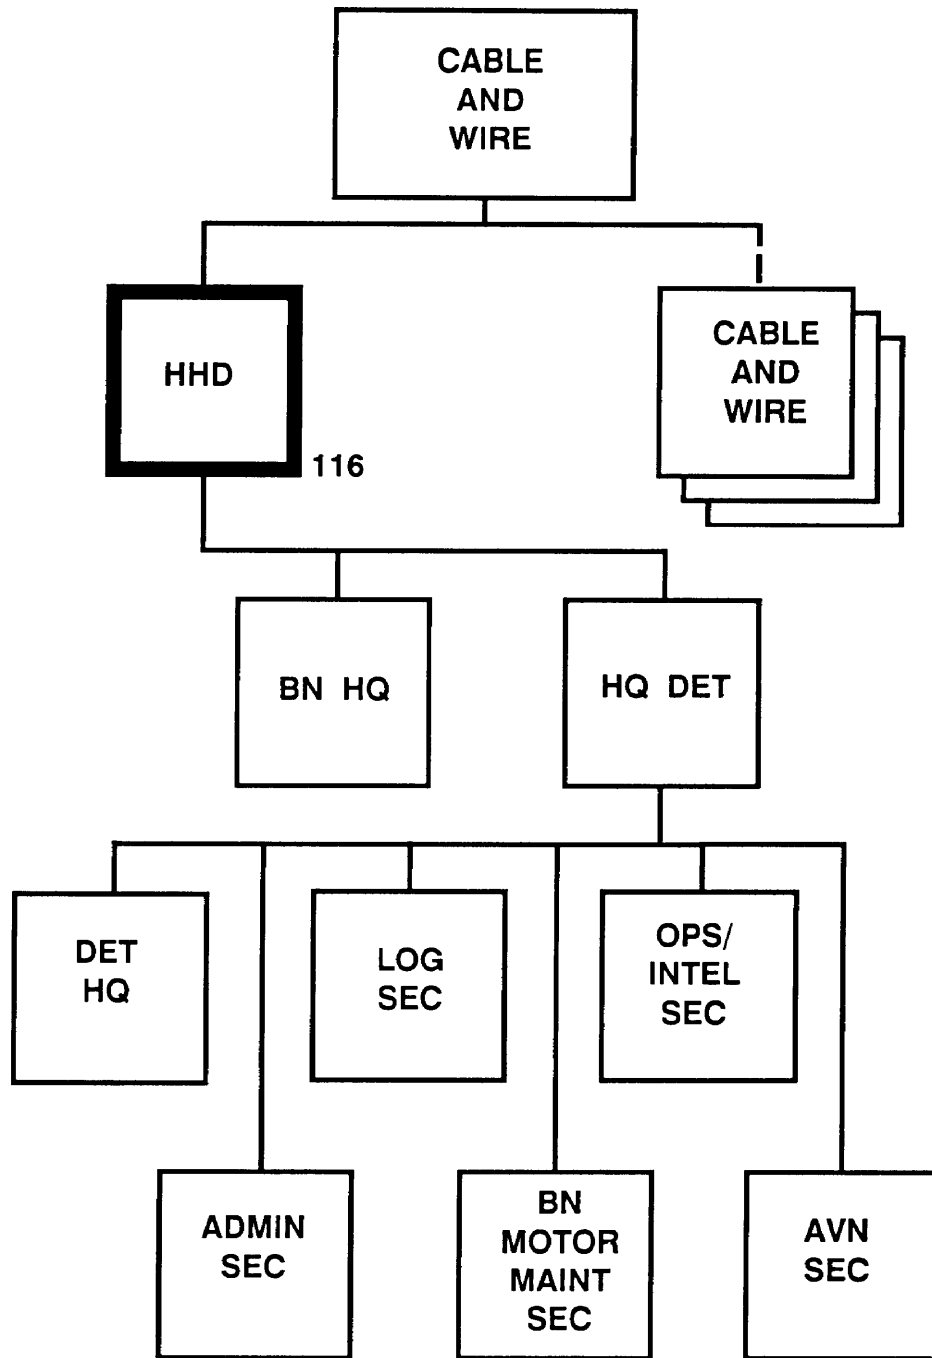 CABLE
AND
WIRE
HHD
116
CABLE
AND
WIRE
BN HQ
HQ DET
DET
HQ
LOG
SEC
OPS/
INTEL
SEC
ADMIN
SEC
BN
MOTOR
MAINT
SEC
AVN
SEC